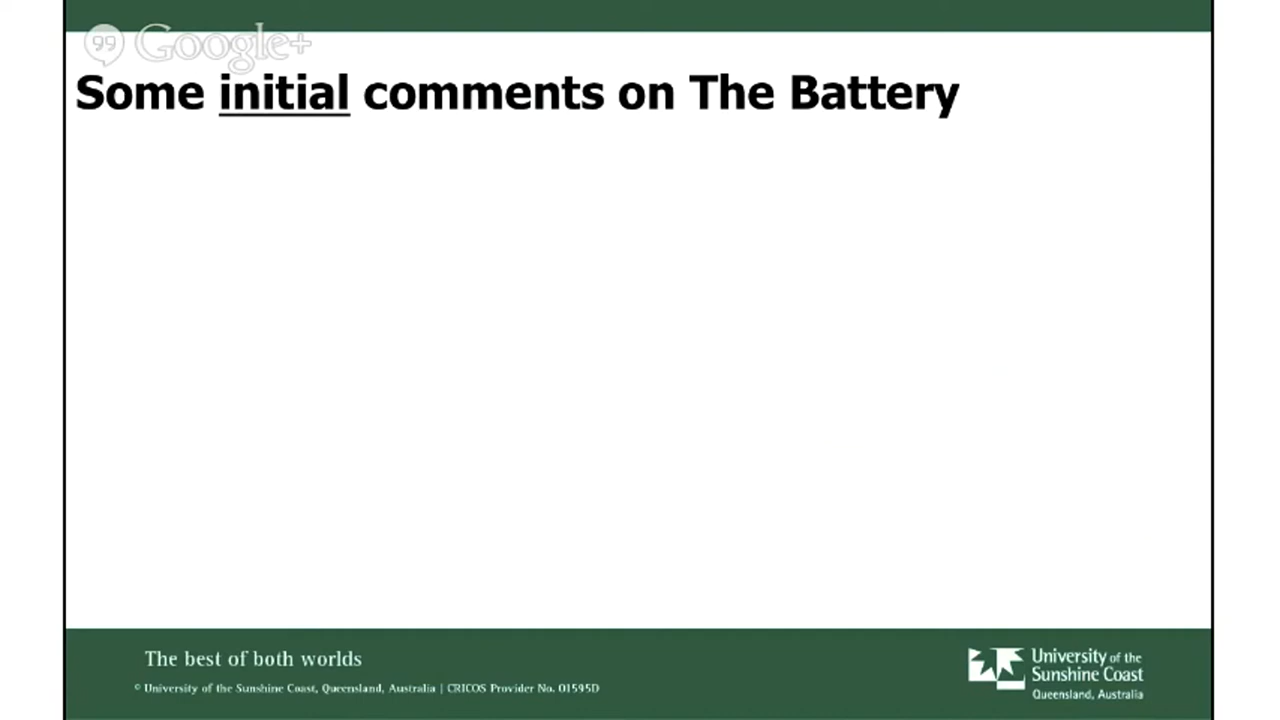 99 Google+
Some initial comments on The Battery
The best of both worlds
© University of the Sunshine Coast, Queensland, Australia | CRICOS Provider No. 01595D
University of the
Sunshine Coast
Queensland, Australia